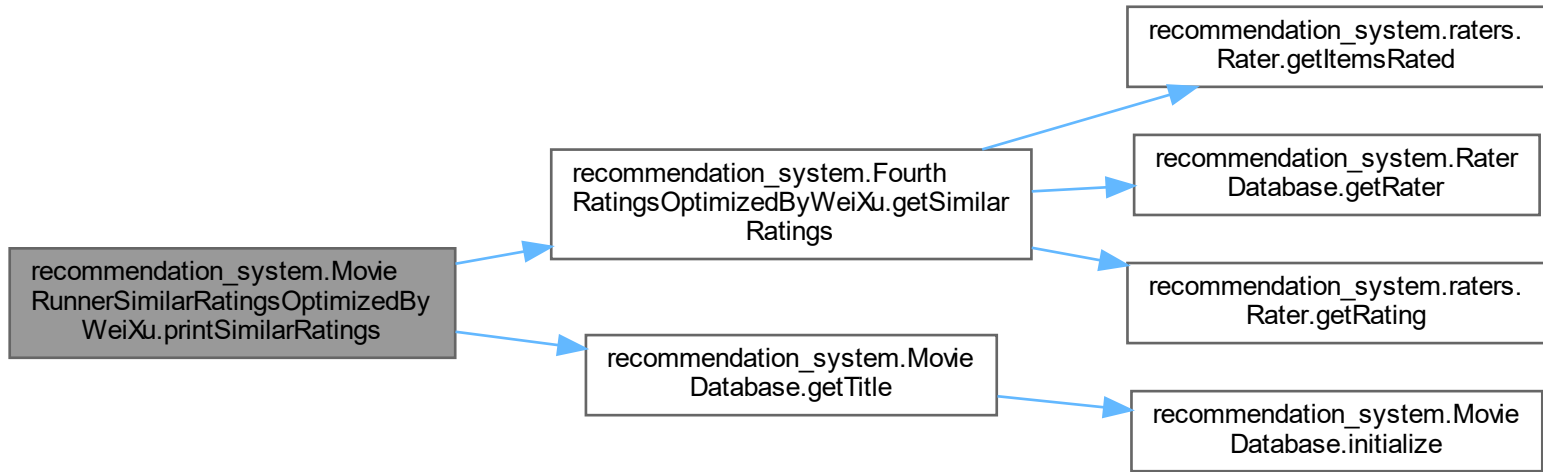 recommendation_system.Movie
RunnerSimilarRatingsOptimizedBy
WeiXu.printSimilarRatings
recommendation_system.Fourth
RatingsOptimizedByWeiXu.getSimilar
Ratings
recommendation_system.raters.
Rater.getItemsRated
recommendation_system.Rater
Database.getRater
recommendation_system.raters.
Rater.getRating
recommendation_system.Movie
Database.getTitle
recommendation_system.Movie
Database.initialize